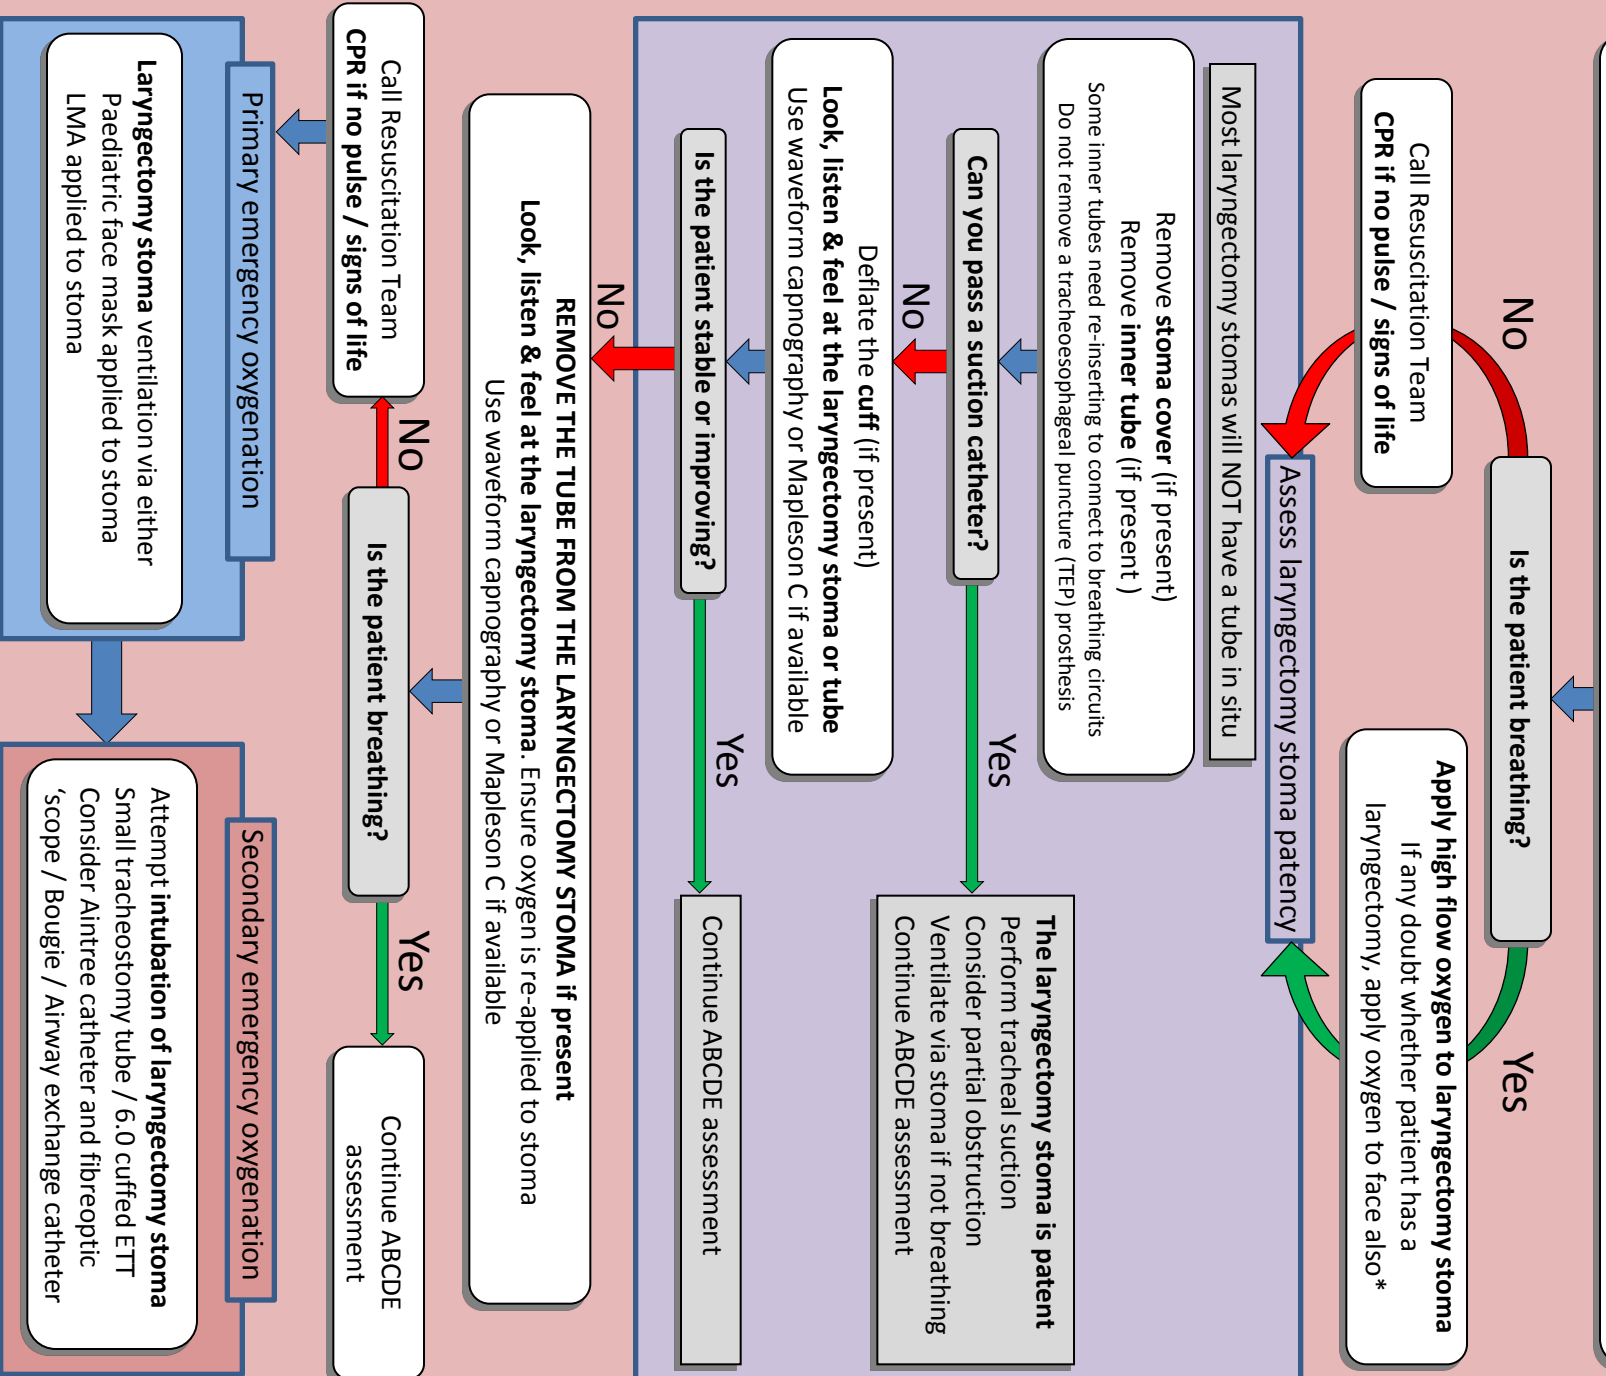 Is the patient breathing?
No
Yes
Call Resuscitation Team
CPR if no pulse / signs of life
Apply high flow oxygen to laryngectomy stoma
If any doubt whether patient has a
laryngectomy, apply oxygen to face also*
Assess laryngectomy stoma patency
Most laryngectomy stomas will NOT have a tube in situ
Remove stoma cover (if present)
Remove inner tube (if present )
Some inner tubes need re-inserting to connect to breathing circuits
Do not remove a tracheoesophageal puncture (TEP) prosthesis
Can you pass a suction catheter?
Yes
The laryngectomy stoma is patent
Perform tracheal suction
Consider partial obstruction
Ventilate via stoma if not breathing
Continue ABCDE assessment
No
Deflate the cuff (if present)
Look, listen & feel at the laryngectomy stoma or tube
Use waveform capnography or Mapleson C if available
Is the patient stable or improving?
Yes
Continue ABCDE assessment
No
REMOVE THE TUBE FROM THE LARYNGECTOMY STOMA if present
Look, listen & feel at the laryngectomy stoma. Ensure oxygen is re-applied to stoma
Use waveform capnography or Mapleson C if available
Is the patient breathing?
No
Yes
Call Resuscitation Team
CPR if no pulse / signs of life
Continue ABCDE
assessment
Primary emergency oxygenation
Laryngectomy stoma ventilation via either
Paediatric face mask applied to stoma
LMA applied to stoma
Secondary emergency oxygenation
Attempt intubation of laryngectomy stoma
Small tracheostomy tube / 6.0 cuffed ETT
Consider Aintree catheter and fibreoptic
‘scope / Bougie / Airway exchange catheter